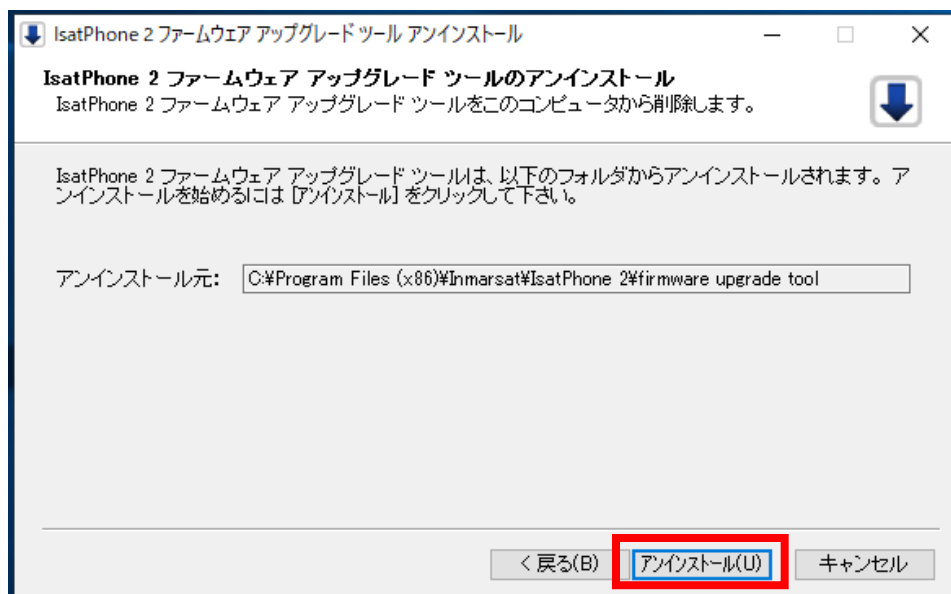 IsatPhone 2 ファームウェア アップグレード ツール アンインストール
IsatPhone 2 ファームウェア アップグレード ツールのアンインストール
IsatPhone 2 ファームウェア アップグレード ツールをこのコンピュータから削除します。
IsatPhone 2 ファームウェア アップグレード ツールは、以下のフォルダからアンインストールされます。ア
ンインストールを始めるには [アンインストール] をクリックして下さい。
アンインストール元: C:¥Program Files (x86)¥Inmarsat¥IsatPhone 2¥firmware upgrade tool
< 戻る(B) アンインストール(U) キャンセル